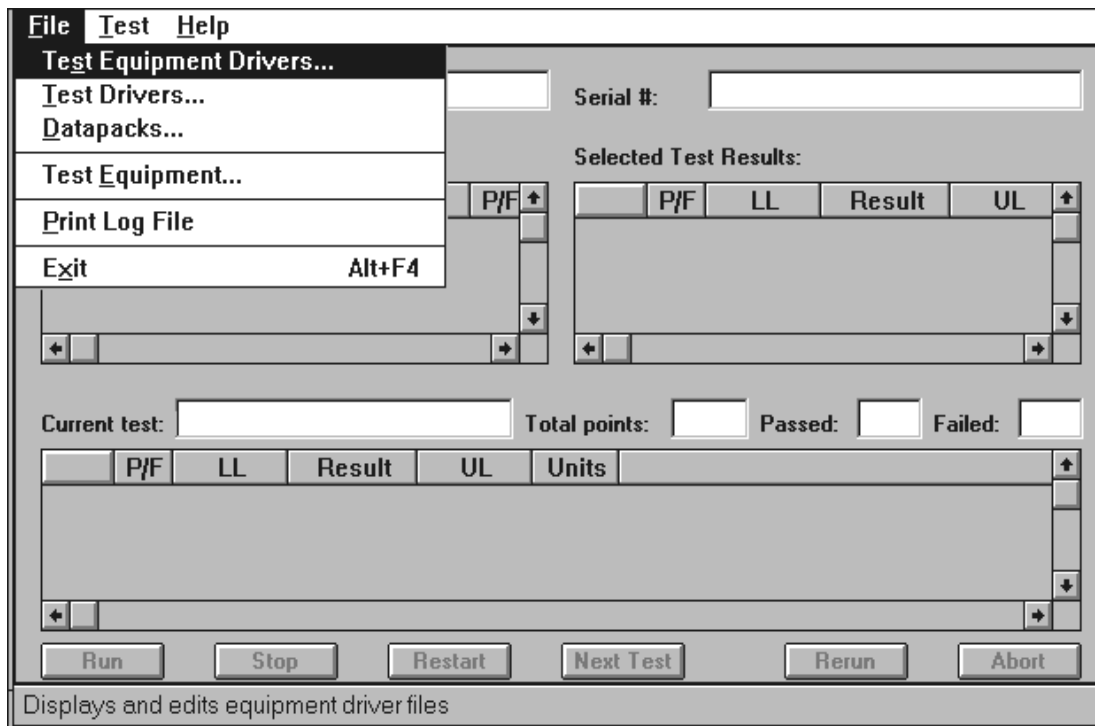 File Test Help
Test Equipment Drivers...
Test Drivers...
Datapacks...
Test Equipment...
Print Log File
Exit Alt+F4
Serial #:
Selected Test Results:
P/F
P/F LL Result UL
Current test: Total points: Passed: Failed:
P/F LL Result UL Units
Run Stop Restart Next Test Rerun Abort
Displays and edits equipment driver files